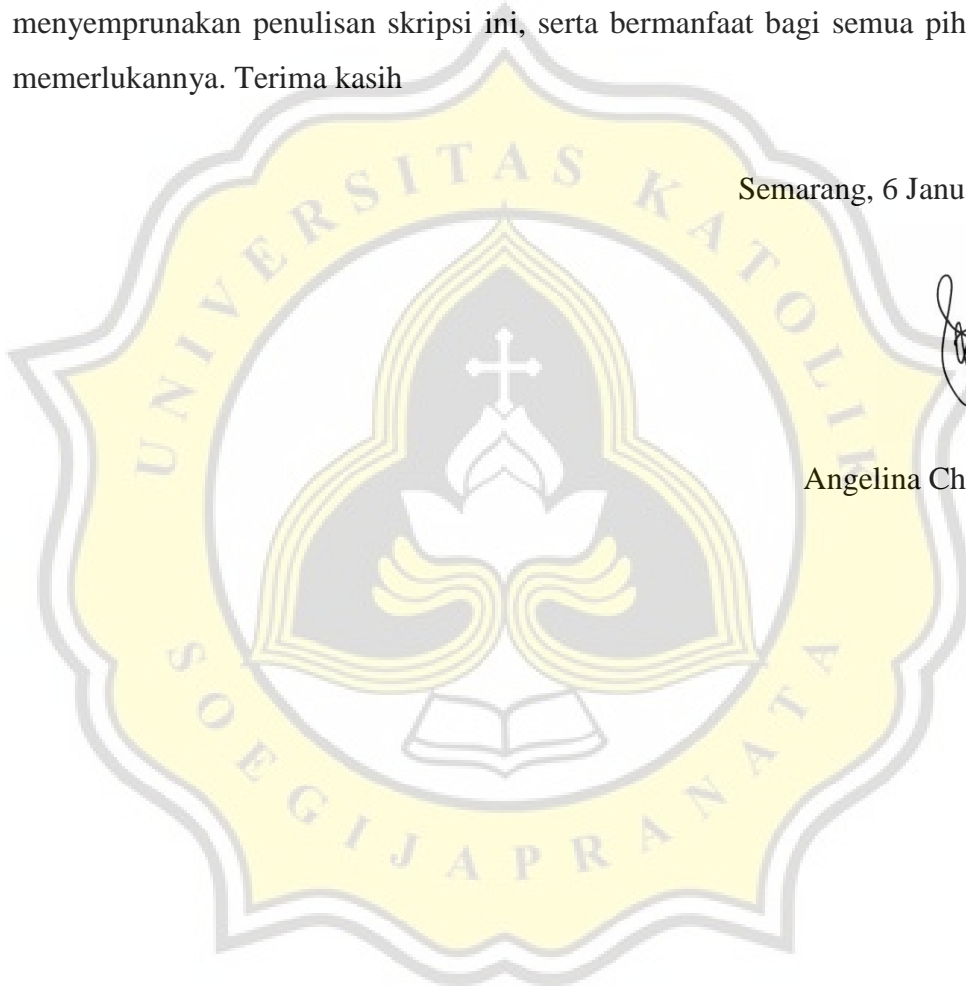 menyemprunakan penulisan skripsi ini, serta bermanfaat bagi semua pih
memerlukannya. Terima kasih
Semarang, 6 Janu
Angelina Ch
UNIVERSITAS KATOLIK
SOEGIJAPRANATA